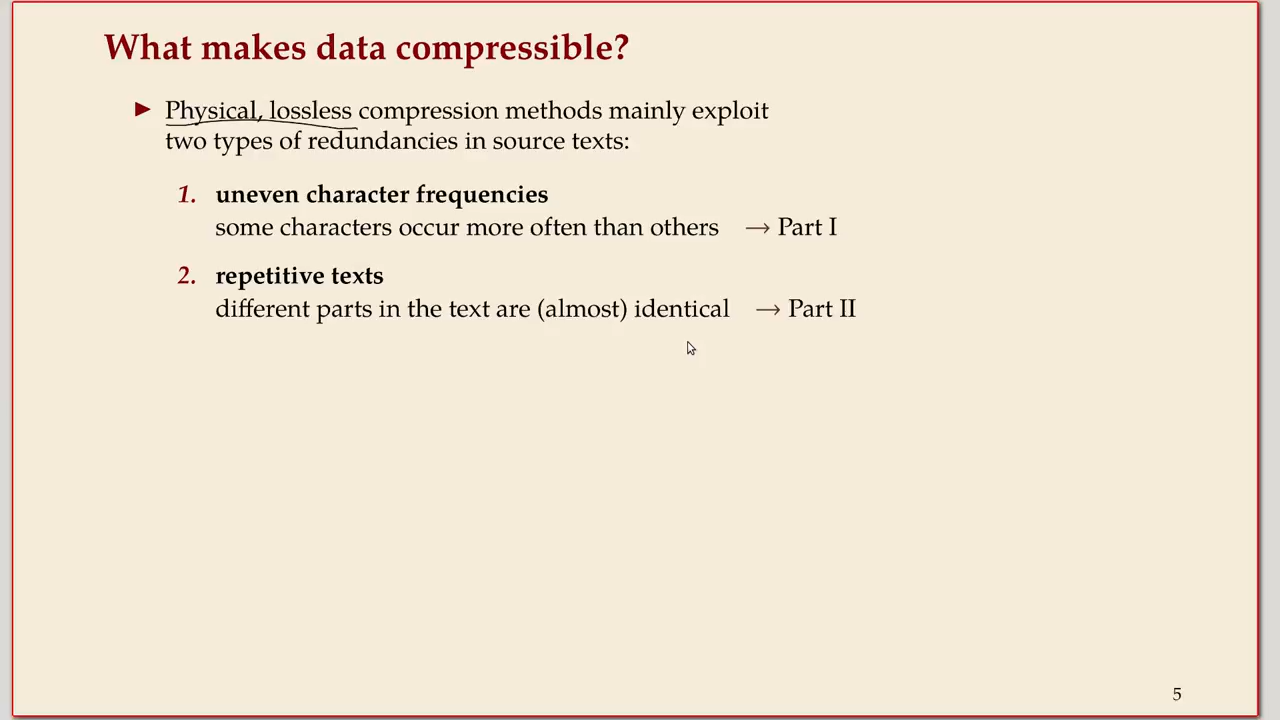 What makes data compressible?
▶ Physical, lossless compression methods mainly exploit
two types of redundancies in source texts:
1. uneven character frequencies
some characters occur more often than others → Part I
2. repetitive texts
different parts in the text are (almost) identical → Part II
5